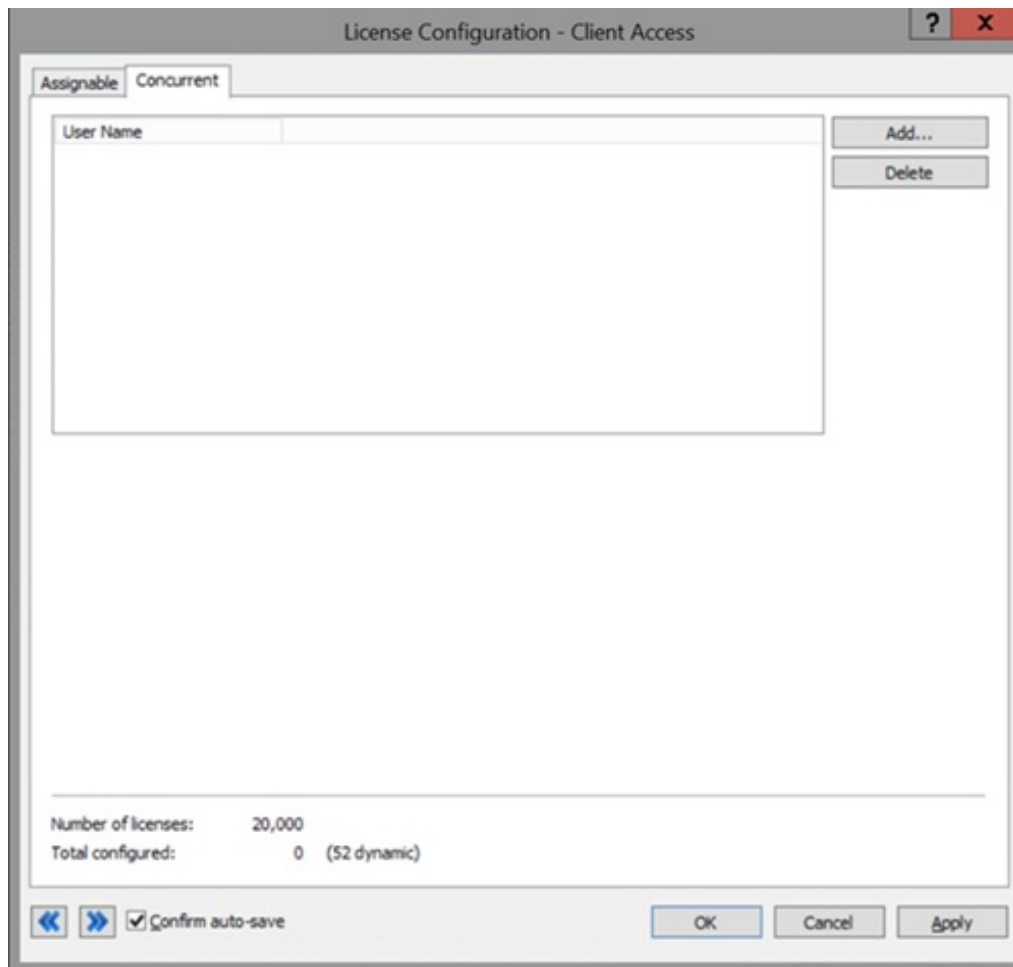 License Configuration - Client Access
? x
Assignable Concurrent
User Name
Add...
Delete
Number of licenses: 20,000
Total configured: 0 (52 dynamic)
Confirm auto-save
OK Cancel Apply